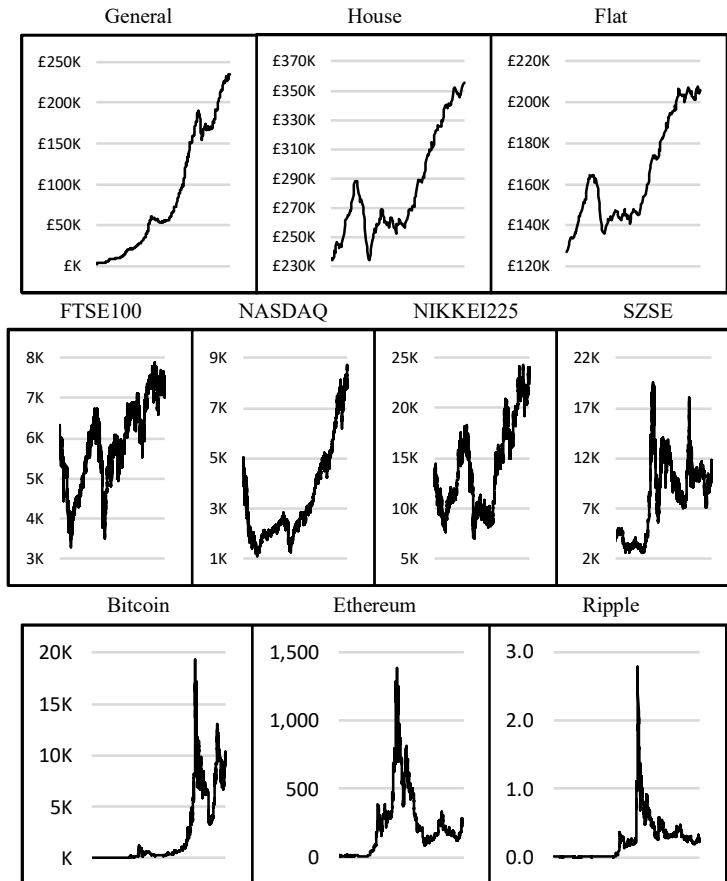 General House Flat
£250K £370K £220K
£200K £350K £200K
£330K
£150K £180K
£310K
£100K £290K £160K
£270K
£50K £140K
£250K
£K £230K £120K
FTSE100 NASDAQ NIKKEI225 SZSE
8K 9K 25K 22K
7K 7K 20K 17K
6K
5K 5K 15K 12K
4K 3K 10K 7K
3K 1K 5K 2K
Bitcoin Ethereum Ripple
20K 1,500 3.0
15K 1,000 2.0
10K
5K 500 1.0
K 0 0.0